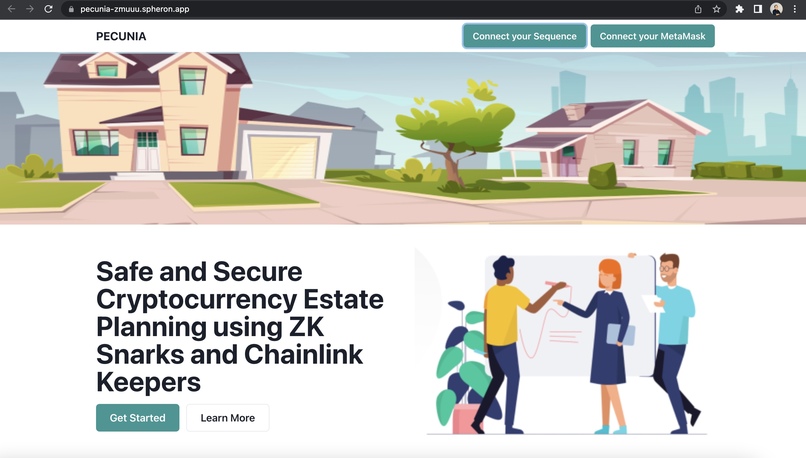 pecunia-zmuuu.spheron.app
PECUNIA
Connect your Sequence
Connect your MetaMask
Safe and Secure
Cryptocurrency Estate
Planning using ZK
Snarks and Chainlink
Keepers
Get Started
Learn More